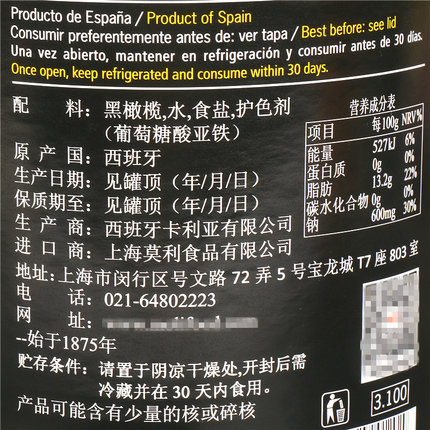 Producto de España / Product of Spain
Consumir preferentemente antes de: ver tapa / Best before: see lid
Una vez abierto, mantener en refrigeración y consumir antes de 30 días.
Once open, keep refrigerated and consume within 30 days.
配 料: 黑橄榄,水,食盐,护色剂
(葡萄糖酸亚铁)
原 产 国: 西班牙
生产日期: 见罐顶 (年/月/日)
保质期至: 见罐顶 (年/月/日)
生 产 商: 西班牙卡利亚有限公司
进 口 商: 上海莫利食品有限公司
地址: 上海市闵行区号文路 72 弄 5 号宝龙城 T7 座 803 室
电 话: 021-64802223
网 址:
--始于1875年
贮存条件: 请置于阴凉干燥处,开封后需
冷藏并在 30 天内食用。
产品可能含有少量的核或碎核
营养成分表
项目 每100g NRV%
能量 527kJ 6%
蛋白质 0g 0%
脂肪 13.2g 22%
碳水化合物 0g 0%
钠 600mg 30%
3.100